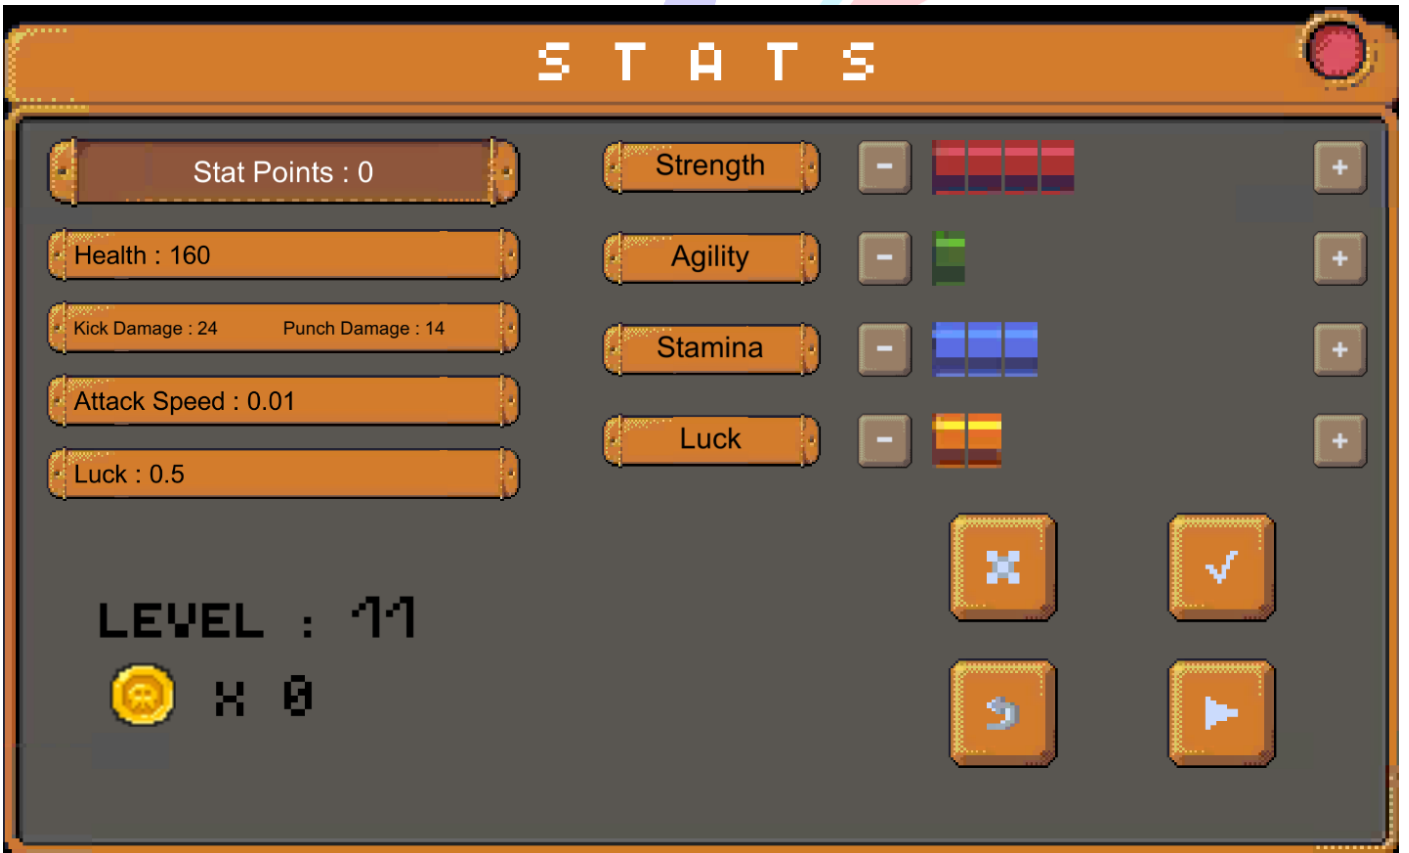 STATS
Stat Points : 0
Health : 160
Kick Damage : 24 Punch Damage : 14
Attack Speed : 0.01
Luck : 0.5
Strength - +
Agility - +
Stamina - +
Luck - +
LEVEL : 11
X 0